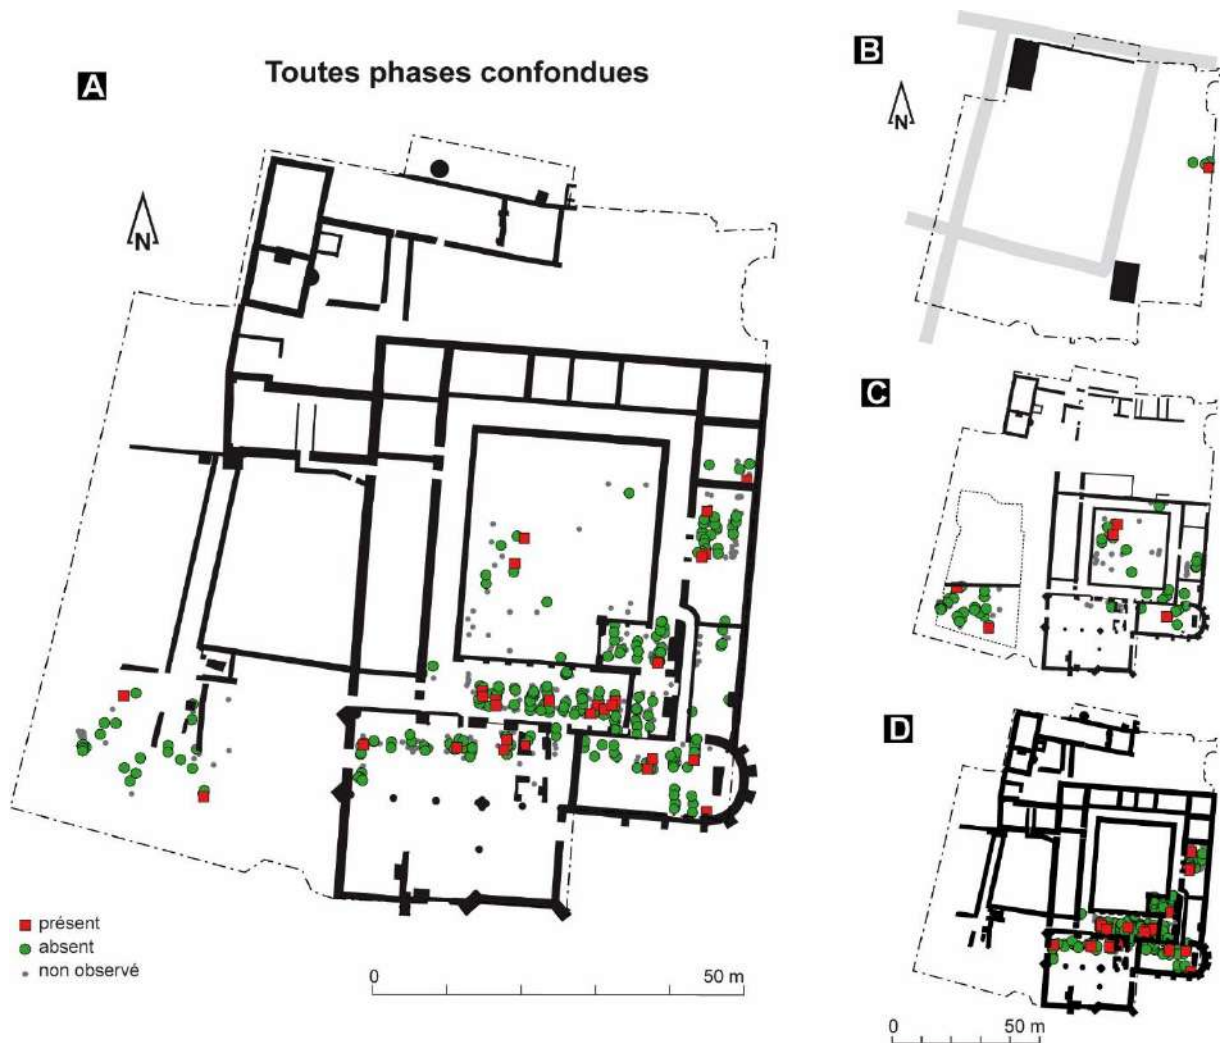 A
Toutes phases confondues
N
présent
absent
non observé
0 50 m
B
N
C
D
0 50 m